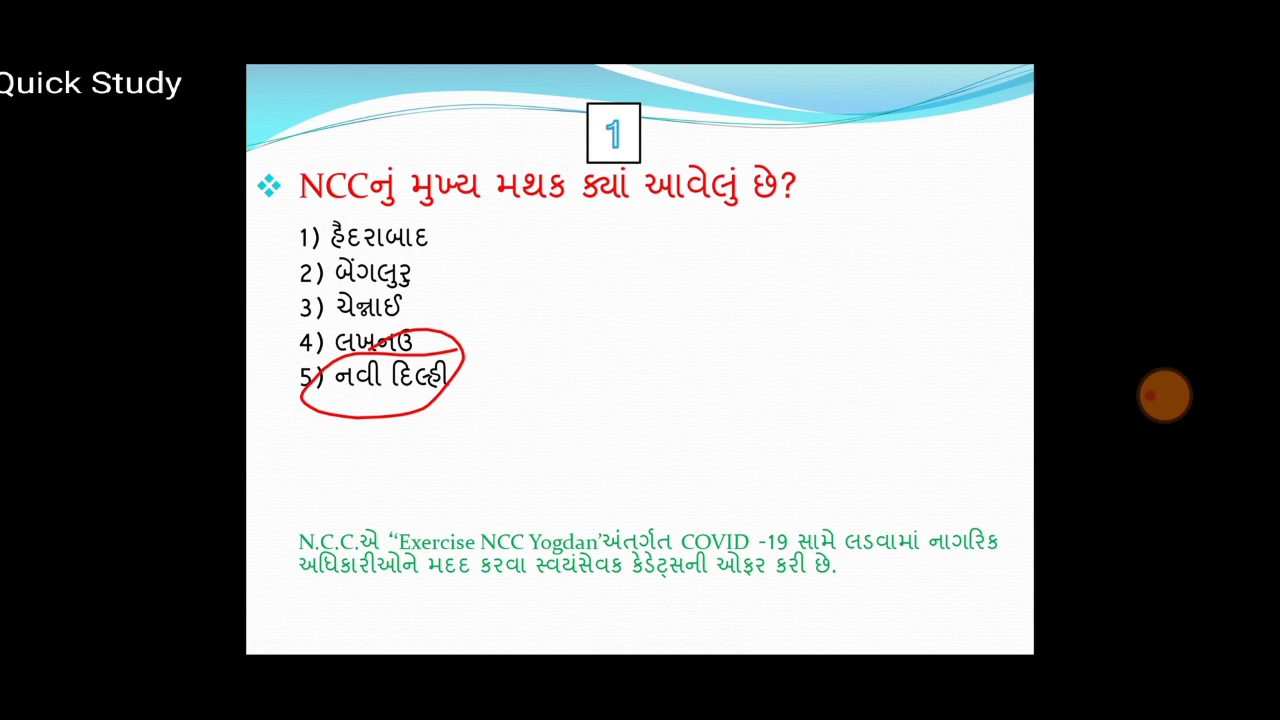 Quick Study
1
NCCનું મુખ્ય મથક ક્યાં આવેલું છે?
1) હૈદરાબાદ
2) બેંગલુરુ
3) ચેન્નાઈ
4) લખનઉ
5) નવી દિલ્હી
N.C.C.એ “Exercise NCC Yogdan’અંતર્ગત COVID -19 સામે લડવામાં નાગરિક
અધિકારીઓને મદદ કરવા સ્વયંસેવક કેડેટ્સની ઓફર કરી છે.